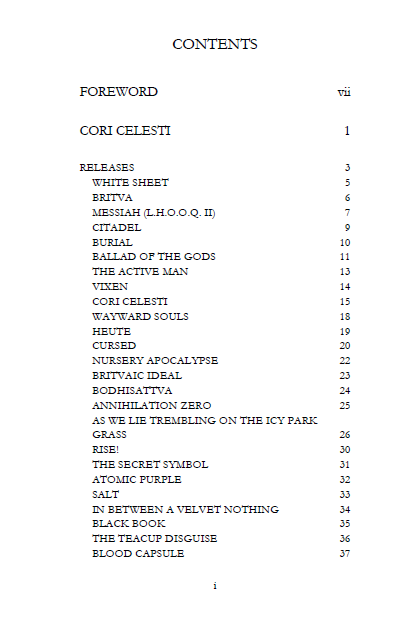 CONTENTS
FOREWORD vii
CORI CELESTI 1
RELEASES 3
WHITE SHEET 5
BRITVA 6
MESSIAH (L.H.O.O.Q. II) 7
CITADEL 9
BURIAL 10
BALLAD OF THE GODS 11
THE ACTIVE MAN 13
VIXEN 14
CORI CELESTI 15
WAYWARD SOULS 18
HEUTE 19
CURSED 20
NURSERY APOCALYPSE 22
BRITVAIC IDEAL 23
BODHISATTVA 24
ANNIHILATION ZERO 25
AS WE LIE TREMBLING ON THE ICY PARK
GRASS 26
RISE! 30
THE SECRET SYMBOL 31
ATOMIC PURPLE 32
SALT 33
IN BETWEEN A VELVET NOTHING 34
BLACK BOOK 35
THE TEACUP DISGUISE 36
BLOOD CAPSULE 37
i